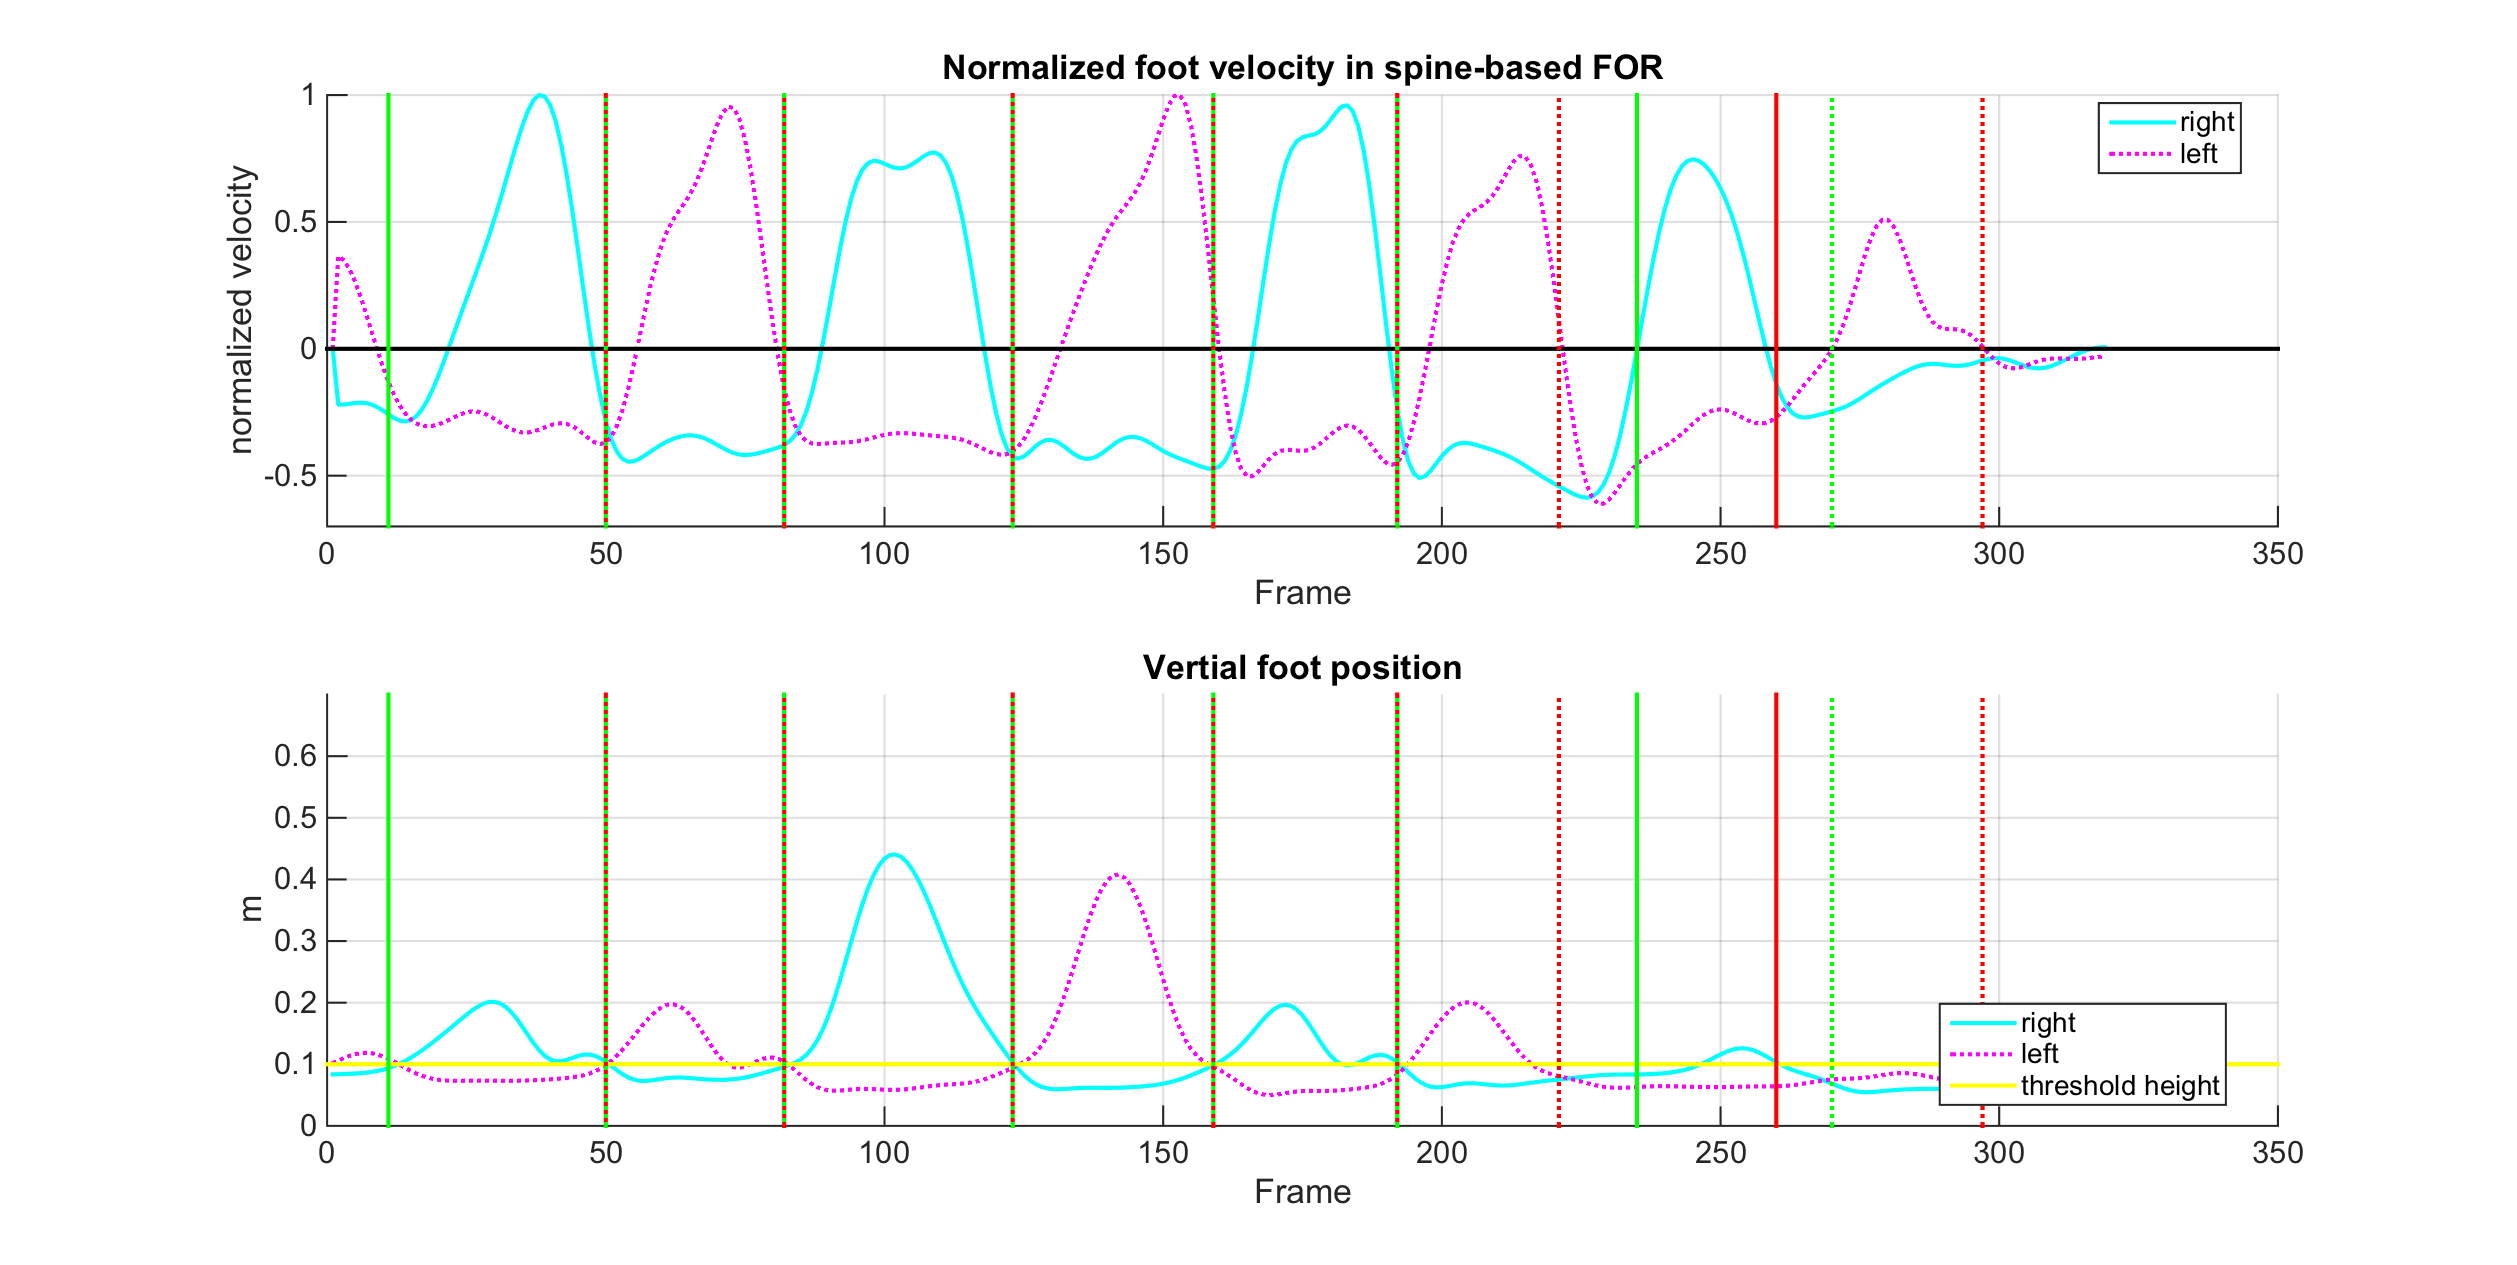 Normalized foot velocity in spine-based FOR
1
0.5
0
-0.5
normalized velocity
right
left
0 50 100 150 200 250 300 350
Frame
Vertial foot position
0.6
0.5
0.4
0.3
0.2
0.1
0
m
right
left
threshold height
0 50 100 150 200 250 300 350
Frame